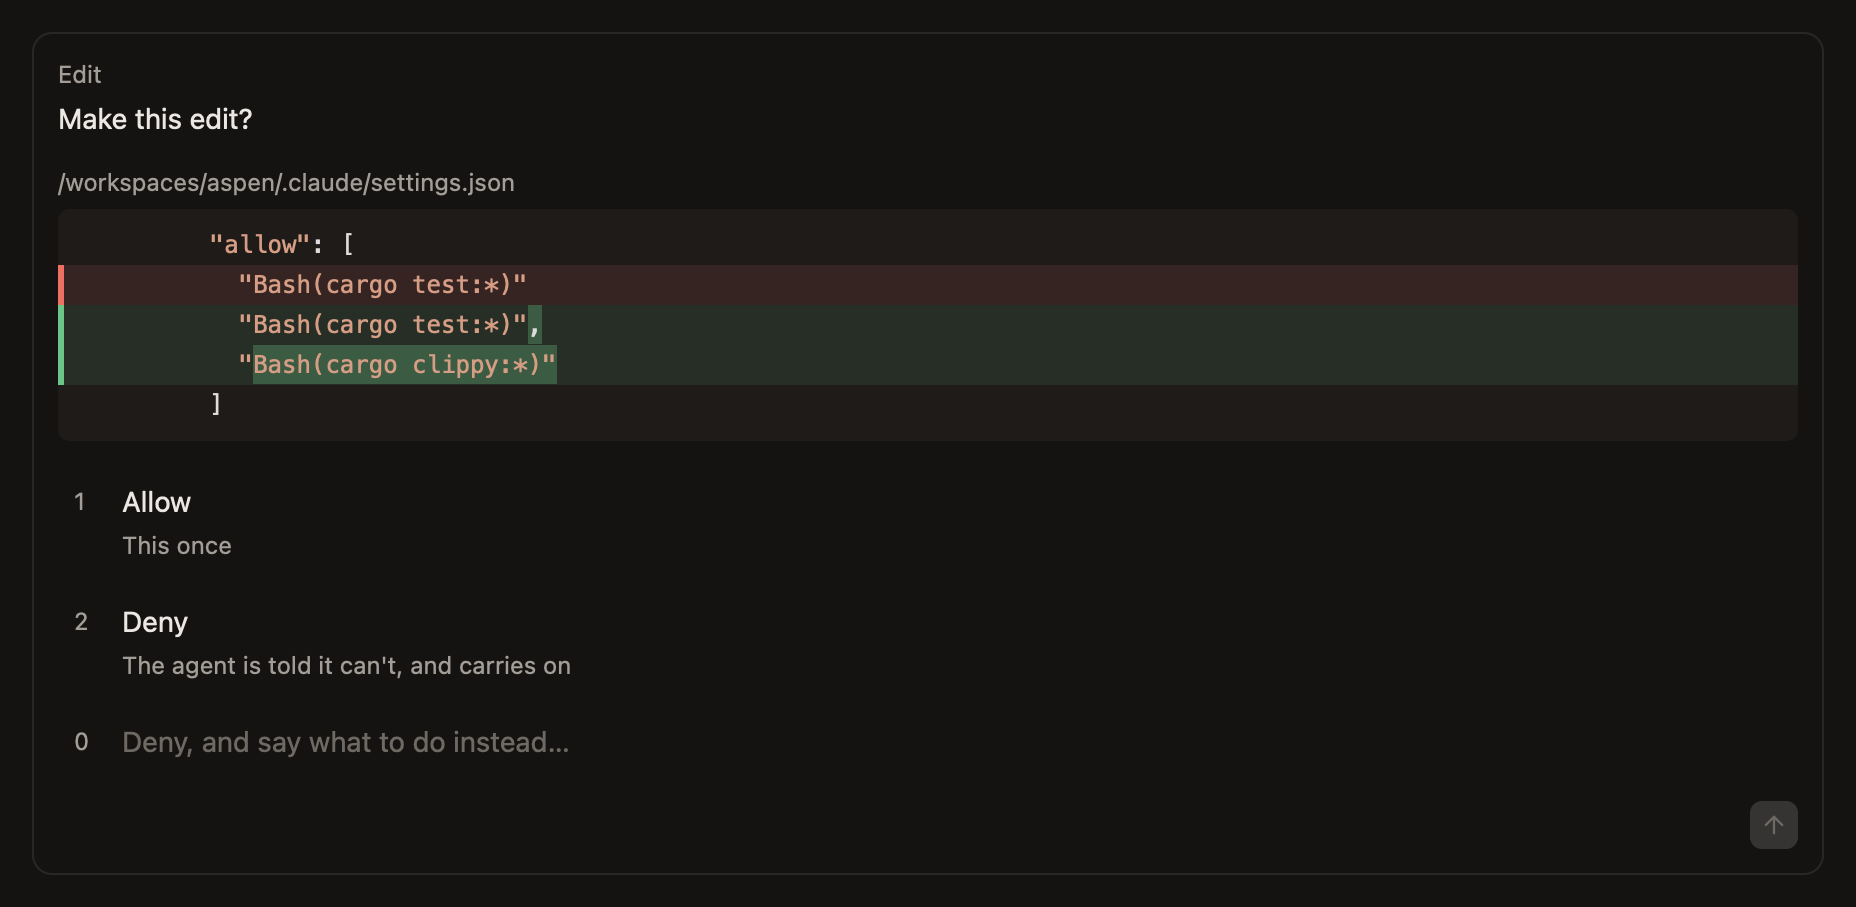 Edit
Make this edit?
/workspaces/aspen/.claude/settings.json
"allow": [
"Bash(cargo test:*)"
"Bash(cargo test:*)",
"Bash(cargo clippy:*)"
]
1 Allow
This once
2 Deny
The agent is told it can't, and carries on
0 Deny, and say what to do instead...